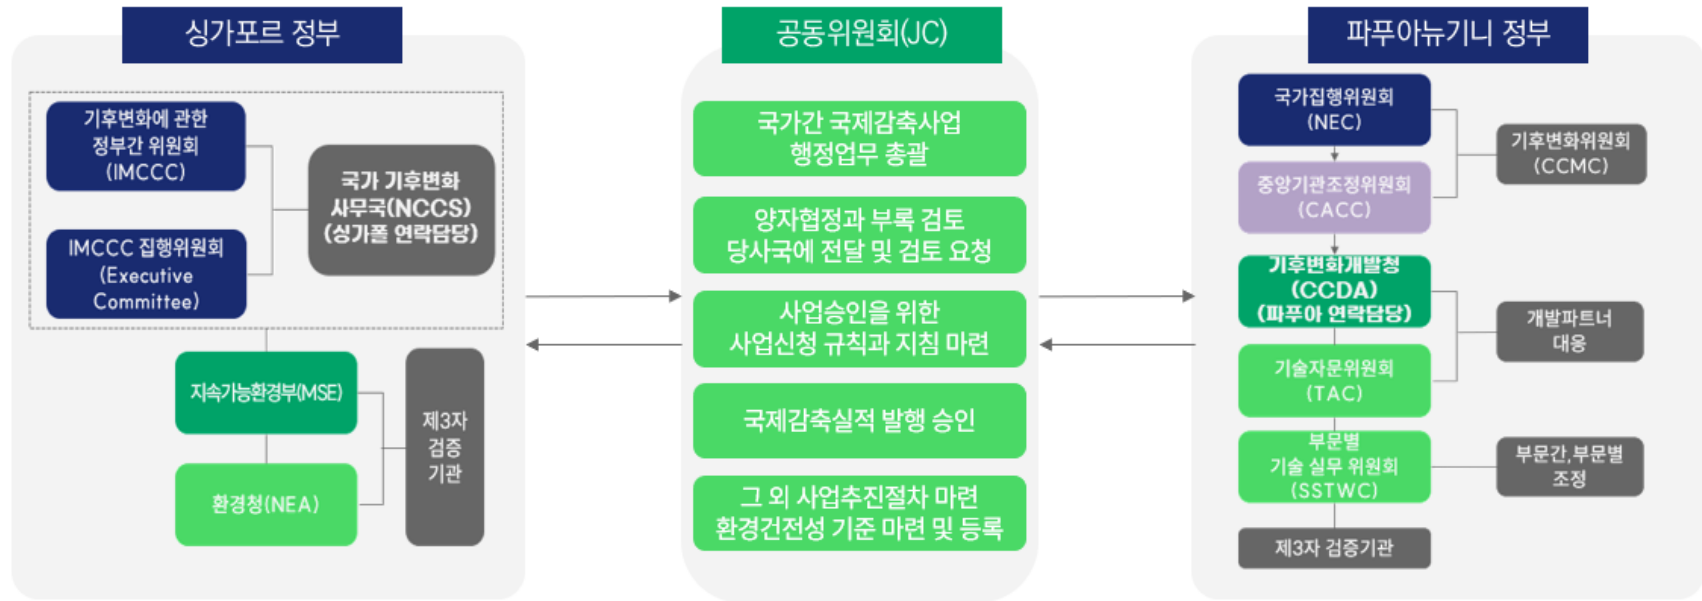 싱가포르 정부
기후변화에 관한
정부간 위원회
(IMCCC)
국가 기후변화
사무국(NCCS)
(싱가폴 연락담당)
IMCCC 집행위원회
(Executive
Committee)
지속가능환경부(MSE)
환경청(NEA)
제3자
검증
기관
공동위원회(JC)
국가간 국제감축사업
행정업무 총괄
양자협정과 부록 검토
당사국에 전달 및 검토 요청
사업승인을 위한
사업신청 규칙과 지침 마련
국제감축실적 발행 승인
그 외 사업추진절차 마련
환경건전성 기준 마련 및 등록
파푸아뉴기니 정부
국가집행위원회
(NEC)
기후변화위원회
(CCMC)
중앙기관조정위원회
(CACC)
기후변화개발청
(CCDA)
(파푸아 연락담당)
개발파트너
대응
기술자문위원회
(TAC)
부문별
기술 실무 위원회
(SSTWC)
부문간,부문별
조정
제3자 검증기관